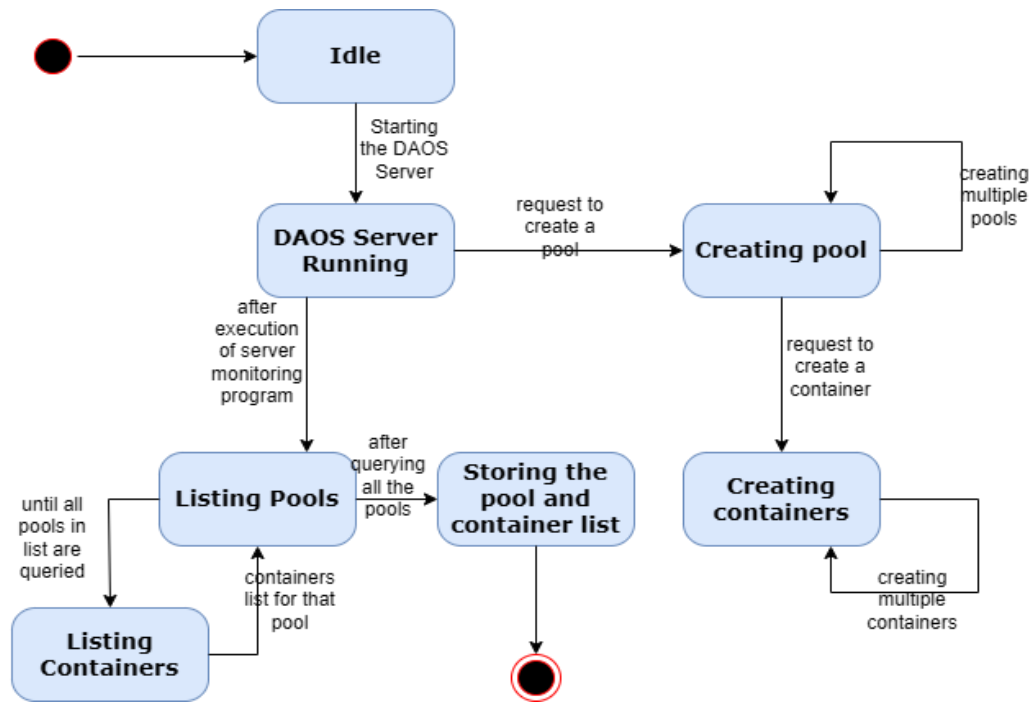 Idle
Starting
the DAOS
Server
DAOS Server
Running
request to
create a
pool
Creating pool
creating
multiple
pools
after
execution
of server
monitoring
program
request to
create a
container
Listing Pools
after
querying
all the
pools
Storing the
pool and
container list
Creating
containers
until all
pools in
list are
queried
containers
list for that
pool
creating
multiple
containers
Listing
Containers